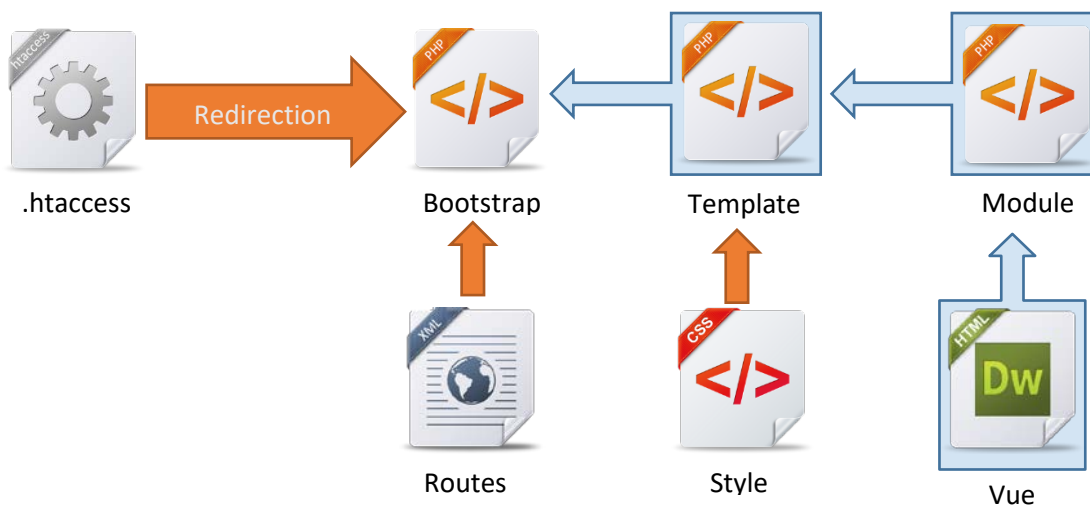 htaccess
PHP
PHP
PHP
</>
</>
</>
Redirection
.htaccess
Bootstrap
Template
Module
XML
CSS
HTML
</>
Dw
Routes
Style
Vue